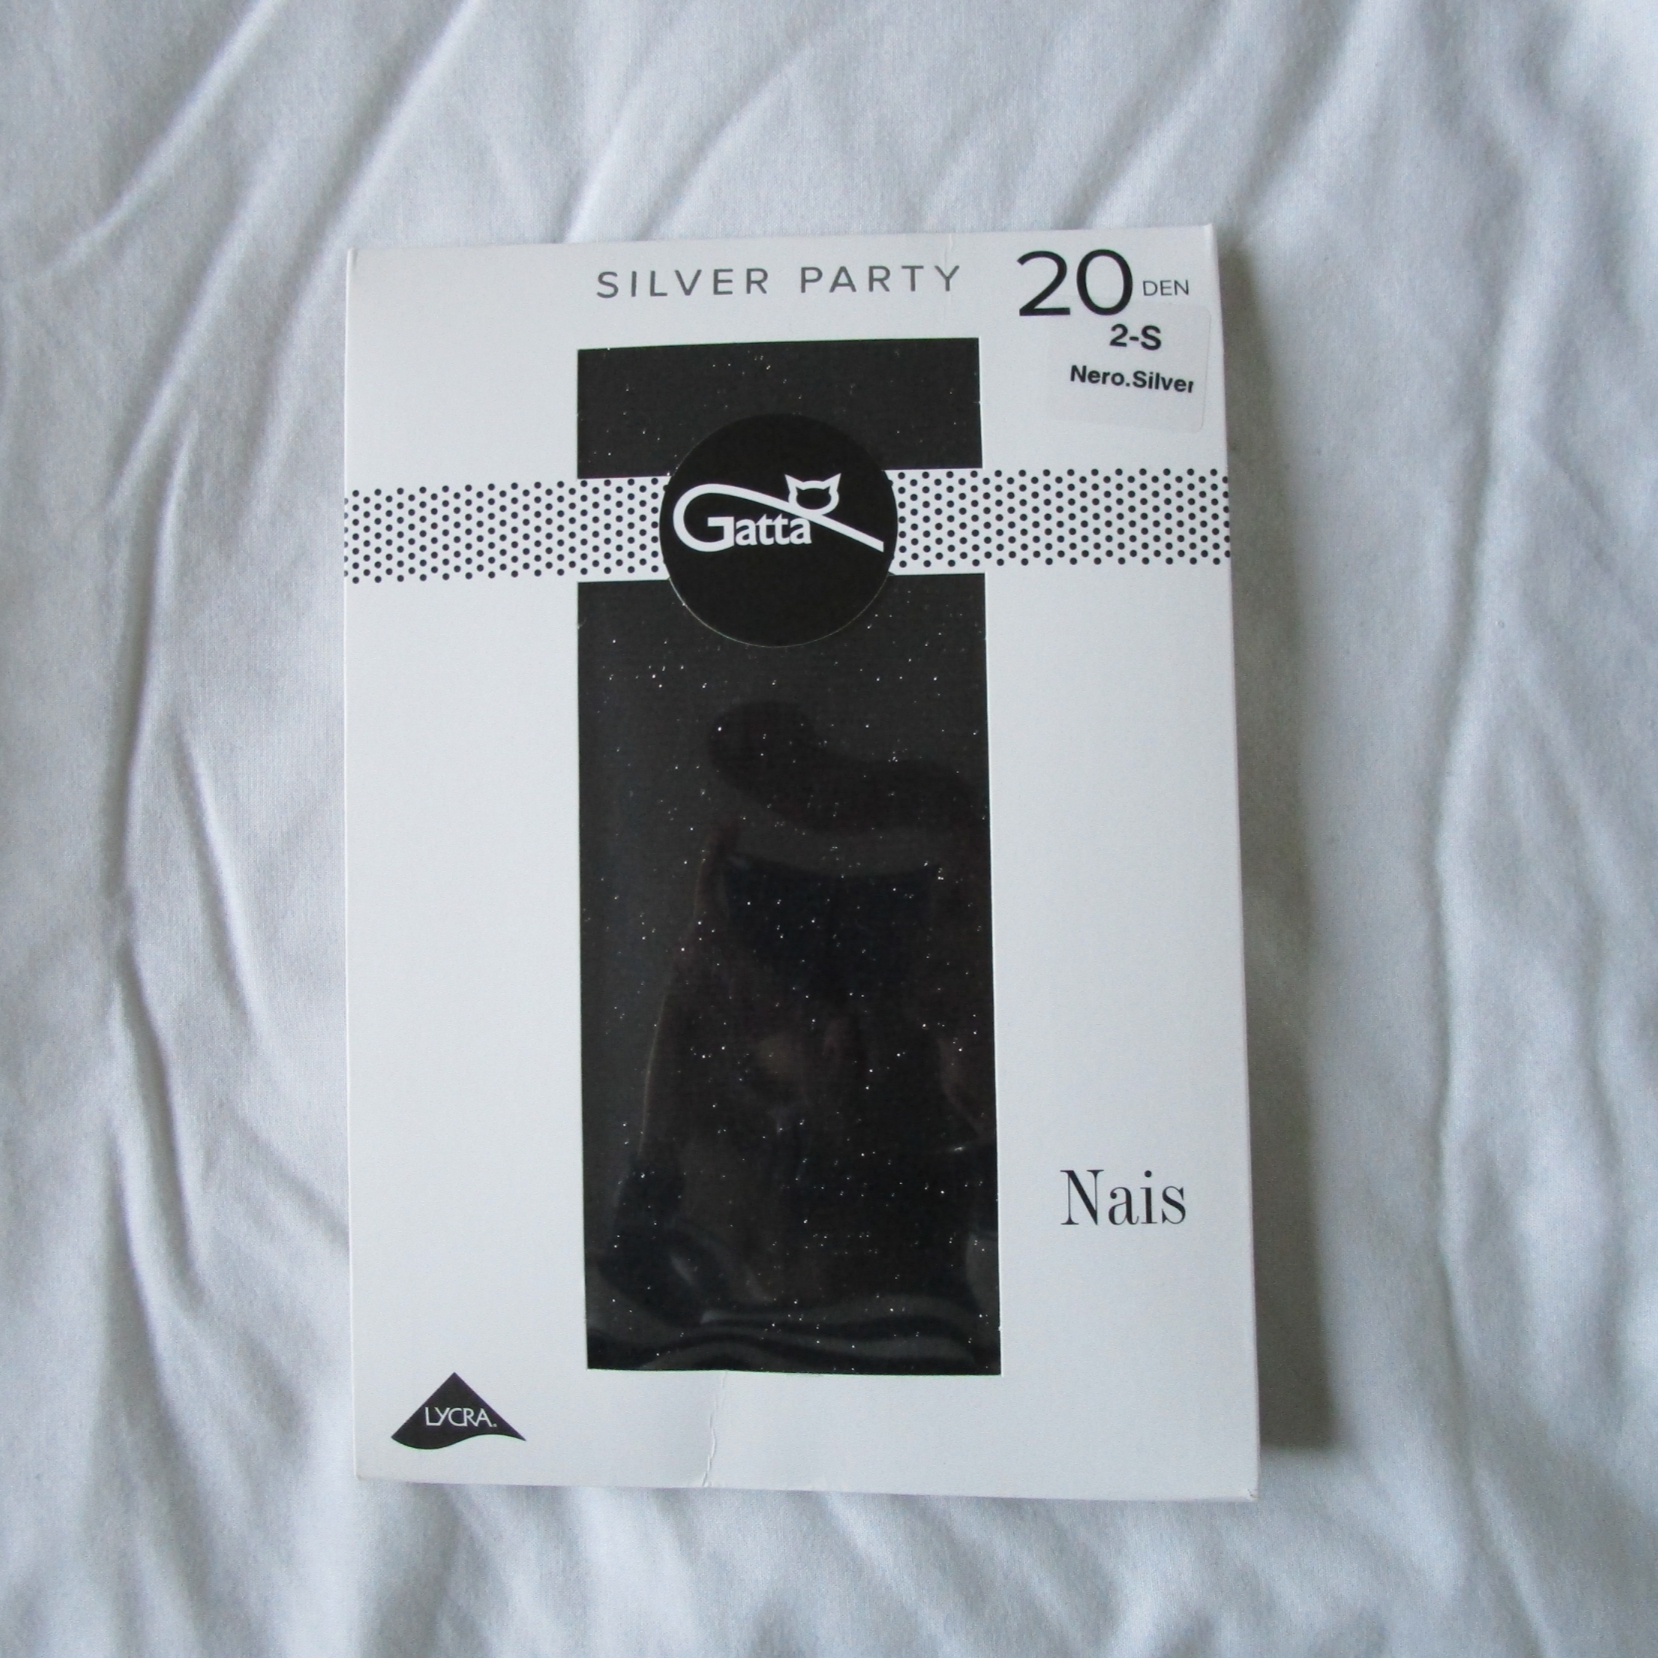 SILVER PARTY
20 DEN
2-S
Nero.Silver
Gatta
Nais
LYCRA.